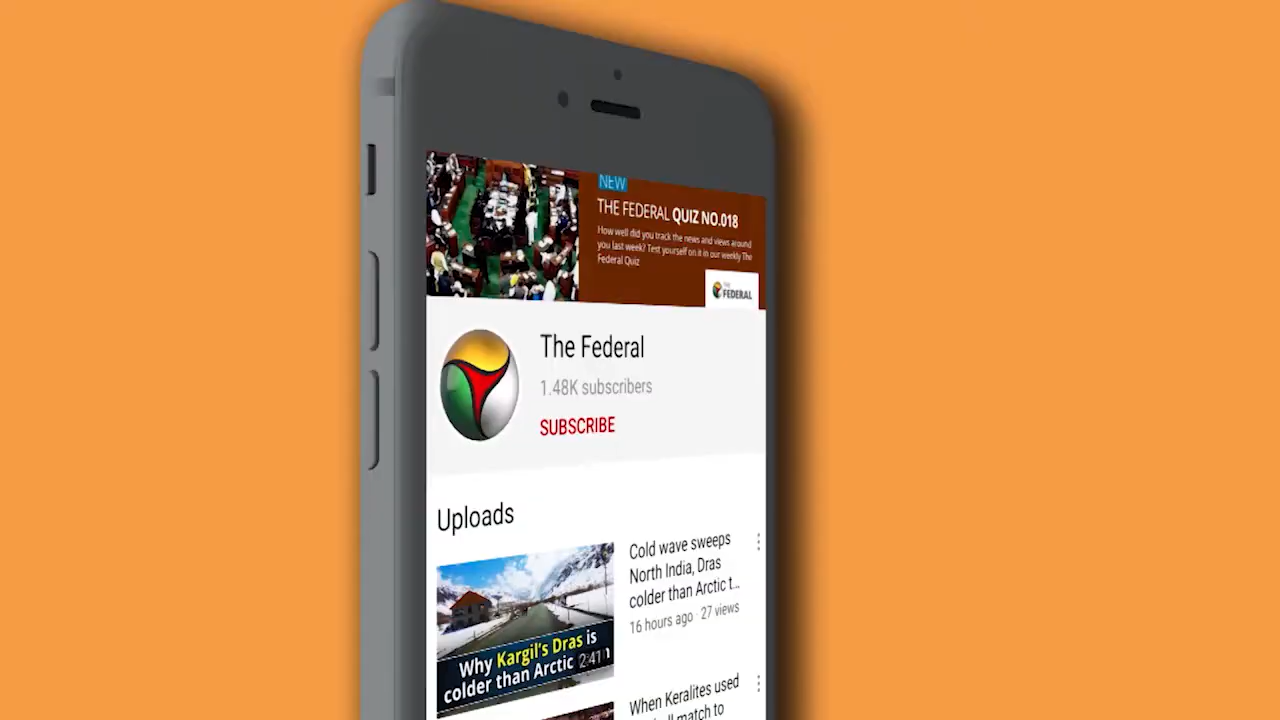 NEW
THE FEDERAL QUIZ NO.018
How well did you track the news and views around
you last week? Test yourself on it in our weekly The
Federal Quiz
THE
FEDERAL
The Federal
1.48K subscribers
SUBSCRIBE
Uploads
Cold wave sweeps
North India, Dras
colder than Arctic t...
16 hours ago · 27 views
Why Kargil's Dras is
colder than Arctic
2:41
When Keralites used
match to